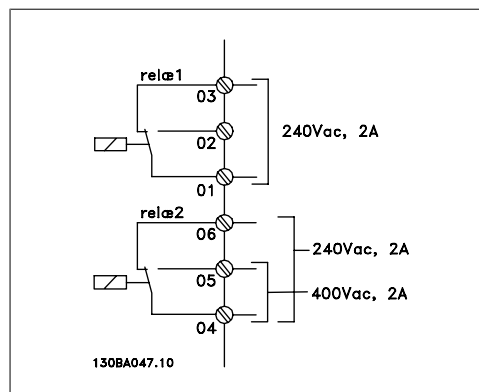 relæ1
03
02
240Vac, 2A
01
relæ2
06
240Vac, 2A
05
400Vac, 2A
04
130BA047.10